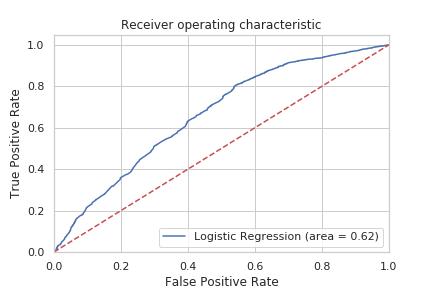 Receiver operating characteristic
True Positive Rate
1.0
0.8
0.6
0.4
0.2
0.0
Logistic Regression (area = 0.62)
0.0 0.2 0.4 0.6 0.8 1.0
False Positive Rate